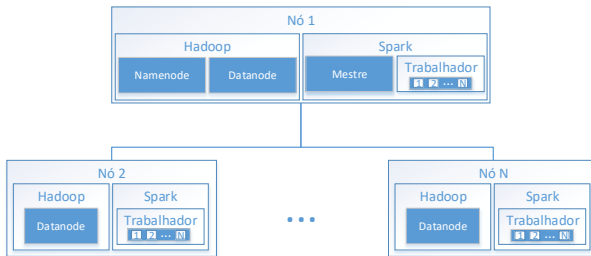 Nó 1
Hadoop
Spark
Namenode
Datanode
Mestre
Trabalhador
1 2 ... N
Nó 2
Hadoop
Spark
Datanode
Trabalhador
1 2 ... N
...
Nó N
Hadoop
Spark
Datanode
Trabalhador
1 2 ... N